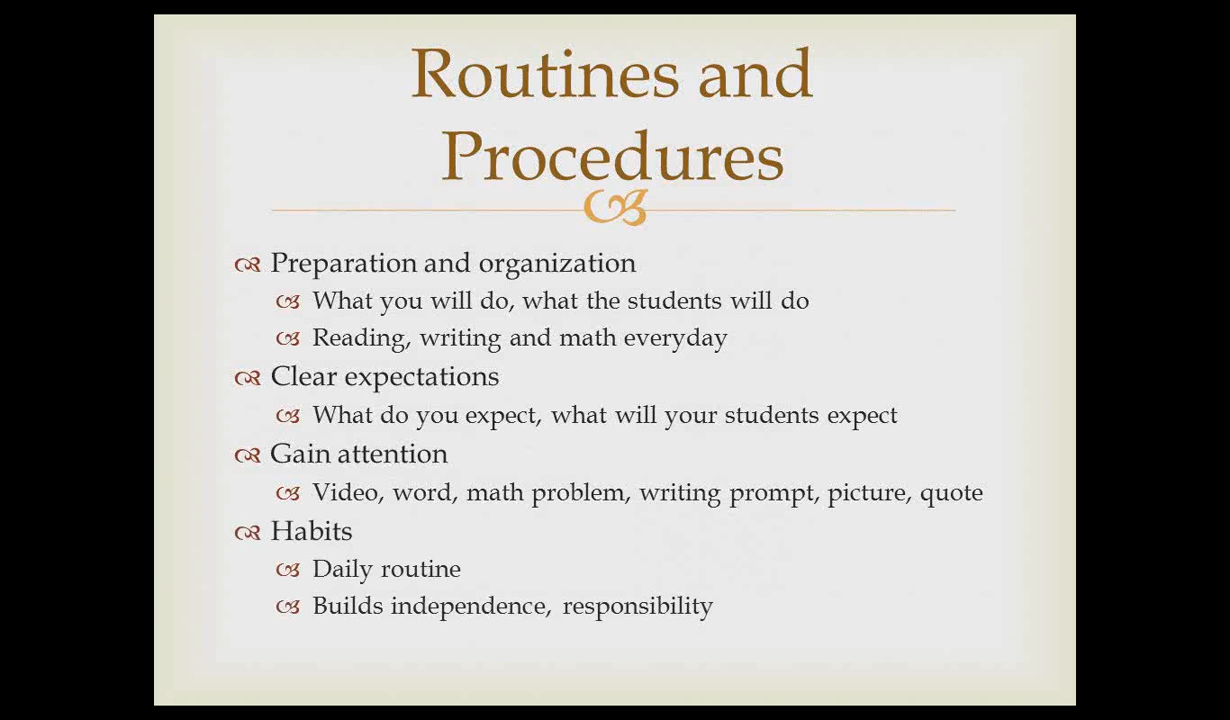 Routines and
Procedures
Preparation and organization
What you will do, what the students will do
Reading, writing and math everyday
Clear expectations
What do you expect, what will your students expect
Gain attention
Video, word, math problem, writing prompt, picture, quote
Habits
Daily routine
Builds independence, responsibility